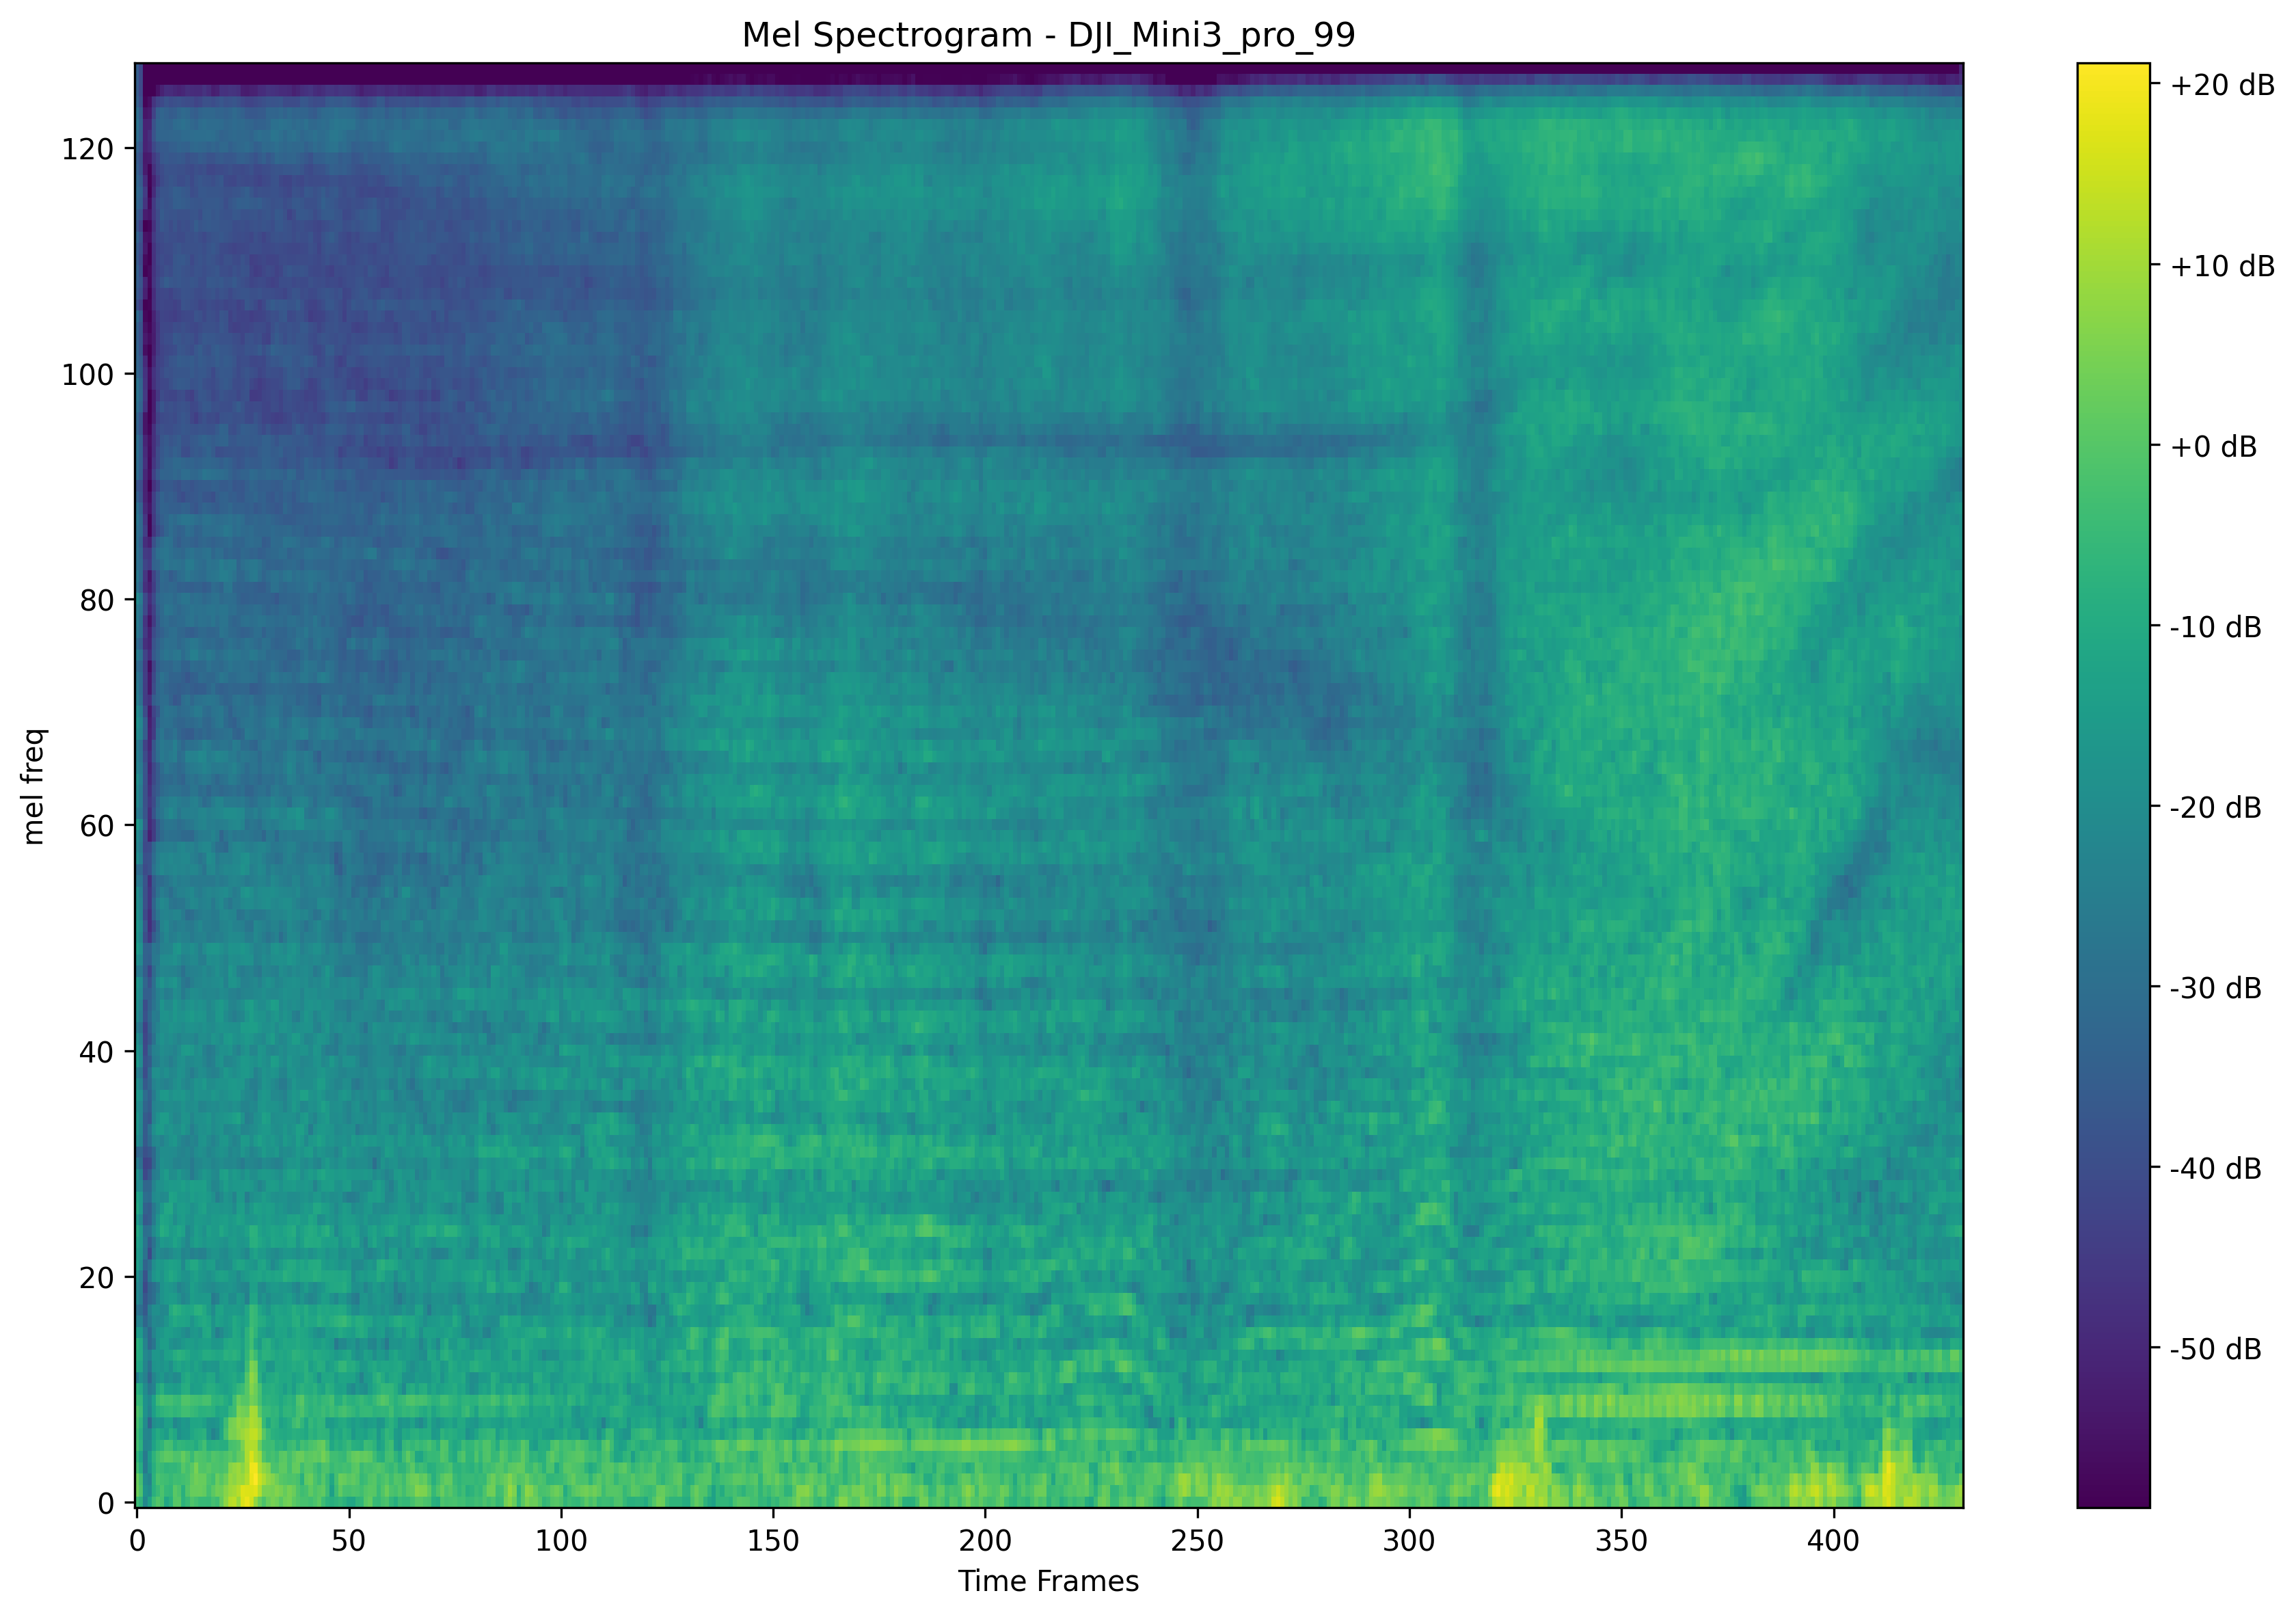 Mel Spectrogram - DJI_Mini3_pro_99
mel freq
120
100
80
60
40
20
0
0 50 100 150 200 250 300 350 400
Time Frames
+20 dB
+10 dB
+0 dB
-10 dB
-20 dB
-30 dB
-40 dB
-50 dB